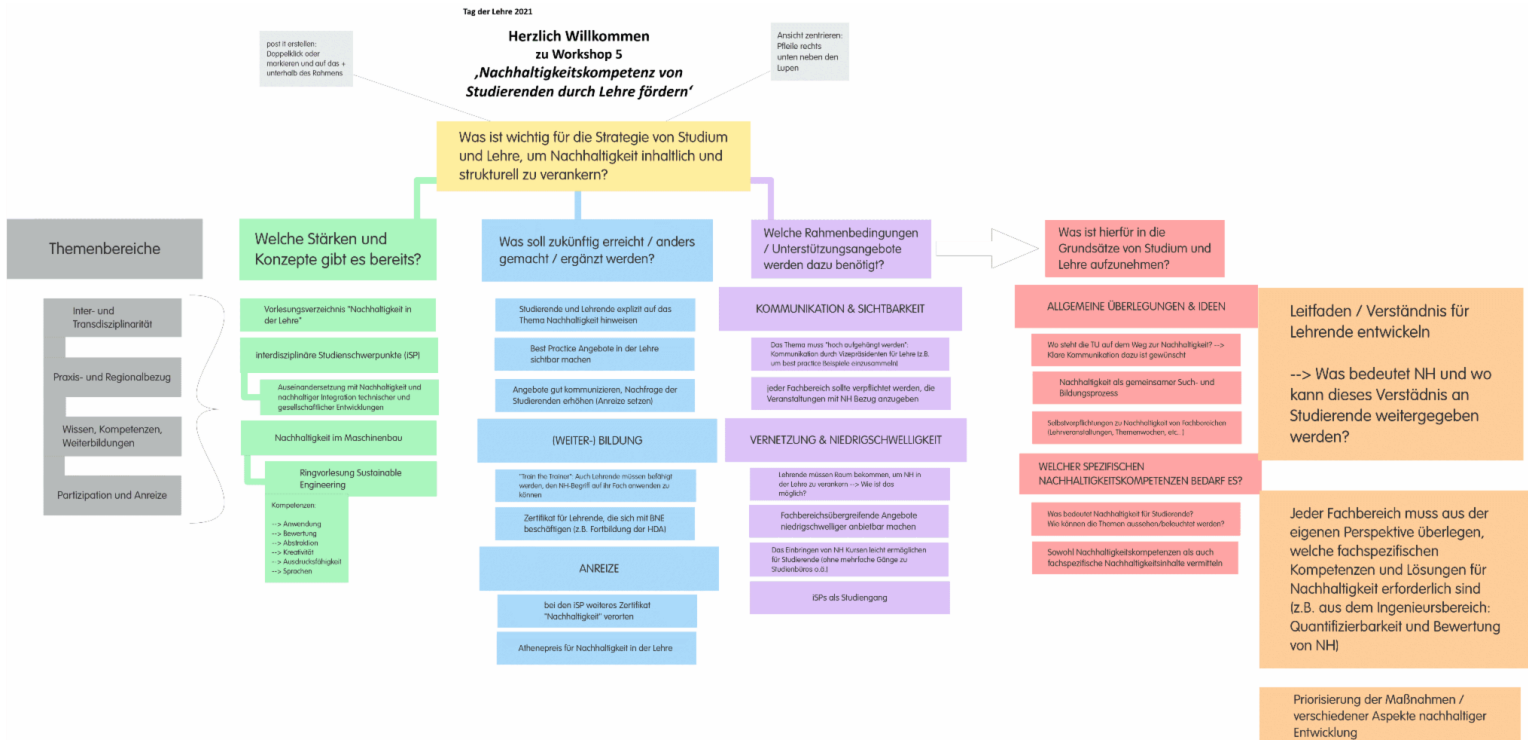 Tag der Lehre 2021
Herzlich Willkommen
zu Workshop 5
‚Nachhaltigkeitskompetenz von
Studierenden durch Lehre fördern‘
post it erstellen:
Doppelklick oder
markieren und auf das +
unterhalb des Rahmens
Ansicht zentrieren:
Pfleile rechts
unten neben den
Lupen
Was ist wichtig für die Strategie von Studium
und Lehre, um Nachhaltigkeit inhaltlich und
strukturell zu verankern?
Themenbereiche
Inter- und
Transdisziplinarität
Praxis- und Regionalbezug
Wissen, Kompetenzen,
Weiterbildungen
Partizipation und Anreize
Welche Stärken und
Konzepte gibt es bereits?
Vorlesungsverzeichnis "Nachhaltigkeit in
der Lehre"
interdisziplinäre Studienschwerpunkte (iSP)
Auseinandersetzung mit Nachhaltigkeit und
nachhaltiger Integration technischer und
gesellschaftlicher Entwicklungen
Nachhaltigkeit im Maschinenbau
Ringvorlesung Sustainable
Engineering
Kompetenzen:
--> Anwendung
--> Bewertung
--> Abstraktion
--> Kreativität
--> Ausdrucksfähigkeit
--> Sprachen
Was soll zukünftig erreicht / anders
gemacht / ergänzt werden?
Studierende und Lehrende explizit auf das
Thema Nachhaltigkeit hinweisen
Best Practice Angebote in der Lehre
sichtbar machen
Angebote gut kommunizieren, Nachfrage der
Studierenden erhöhen (Anreize setzen)
(WEITER-) BILDUNG
"Train the Trainer": Auch Lehrende müssen befähigt
werden, den NH-Begriff auf ihr Fach anwenden zu
können
Zertifikat für Lehrende, die sich mit BNE
beschäftigen (z.B. Fortbildung der HDA)
ANREIZE
bei den iSP weiteres Zertifikat
"Nachhaltigkeit" verorten
Athenepreis für Nachhaltigkeit in der Lehre
Welche Rahmenbedingungen
/ Unterstützungsangebote
werden dazu benötigt?
KOMMUNIKATION & SICHTBARKEIT
Das Thema muss "hoch aufgehängt werden":
Kommunikation durch Vizepräsidenten für Lehre (z.B.
um best practice Beispiele einzusammeln)
jeder Fachbereich sollte verpflichtet werden, die
Veranstaltungen mit NH Bezug anzugeben
VERNETZUNG & NIEDRIGSCHWELLIGKEIT
Lehrende müssen Raum bekommen, um NH in
der Lehre zu verankern --> Wie ist das
möglich?
Fachbereichsübergreifende Angebote
niedrigschwelliger anbietbar machen
Das Einbringen von NH Kursen leicht ermöglichen
für Studierende (ohne mehrfache Gänge zu
Studienbüros o.ä.)
iSPs als Studiengang
Was ist hierfür in die
Grundsätze von Studium und
Lehre aufzunehmen?
ALLGEMEINE ÜBERLEGUNGEN & IDEEN
Wo steht die TU auf dem Weg zur Nachhaltigkeit? -->
Klare Kommunikation dazu ist gewünscht
Nachhaltigkeit als gemeinsamer Such- und
Bildungsprozess
Selbstverpflichtungen zu Nachhaltigkeit von Fachbereichen
(Lehrveranstaltungen, Themenwochen, etc...)
WELCHER SPEZIFISCHEN
NACHHALTIGKEITSKOMPETENZEN BEDARF ES?
Was bedeutet Nachhaltigkeit für Studierende?
Wie können die Themen aussehen/beleuchtet werden?
Sowohl Nachhaltigkeitskompetenzen als auch
fachspezifische Nachhaltigkeitsinhalte vermitteln
Leitfaden / Verständnis für
Lehrende entwickeln
--> Was bedeutet NH und wo
kann dieses Verstädnis an
Studierende weitergegeben
werden?
Jeder Fachbereich muss aus der
eigenen Perspektive überlegen,
welche fachspezifischen
Kompetenzen und Lösungen für
Nachhaltigkeit erforderlich sind
(z.B. aus dem Ingenieursbereich:
Quantifizierbarkeit und Bewertung
von NH)
Priorisierung der Maßnahmen /
verschiedener Aspekte nachhaltiger
Entwicklung